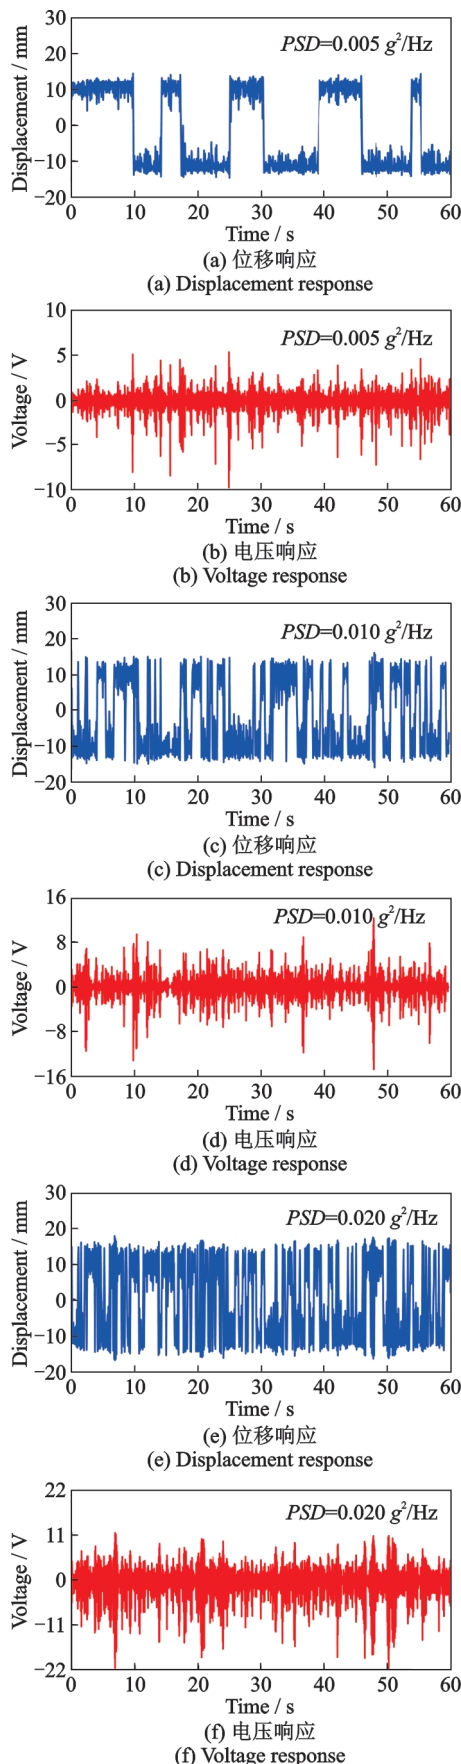 30
20
10
0
−10
−20
Displacement / mm
PSD=0.005 g²/Hz
0 10 20 30 40 50 60
Time / s
(a) 位移响应
(a) Displacement response
10
5
0
−5
−10
Voltage / V
PSD=0.005 g²/Hz
0 10 20 30 40 50 60
Time / s
(b) 电压响应
(b) Voltage response
30
20
10
0
−10
−20
Displacement / mm
PSD=0.010 g²/Hz
0 10 20 30 40 50 60
Time / s
(c) 位移响应
(c) Displacement response
16
8
0
−8
−16
Voltage / V
PSD=0.010 g²/Hz
0 10 20 30 40 50 60
Time / s
(d) 电压响应
(d) Voltage response
30
20
10
0
−10
−20
Displacement / mm
PSD=0.020 g²/Hz
0 10 20 30 40 50 60
Time / s
(e) 位移响应
(e) Displacement response
22
11
0
−11
−22
Voltage / V
PSD=0.020 g²/Hz
0 10 20 30 40 50 60
Time / s
(f) 电压响应
(f) Voltage response